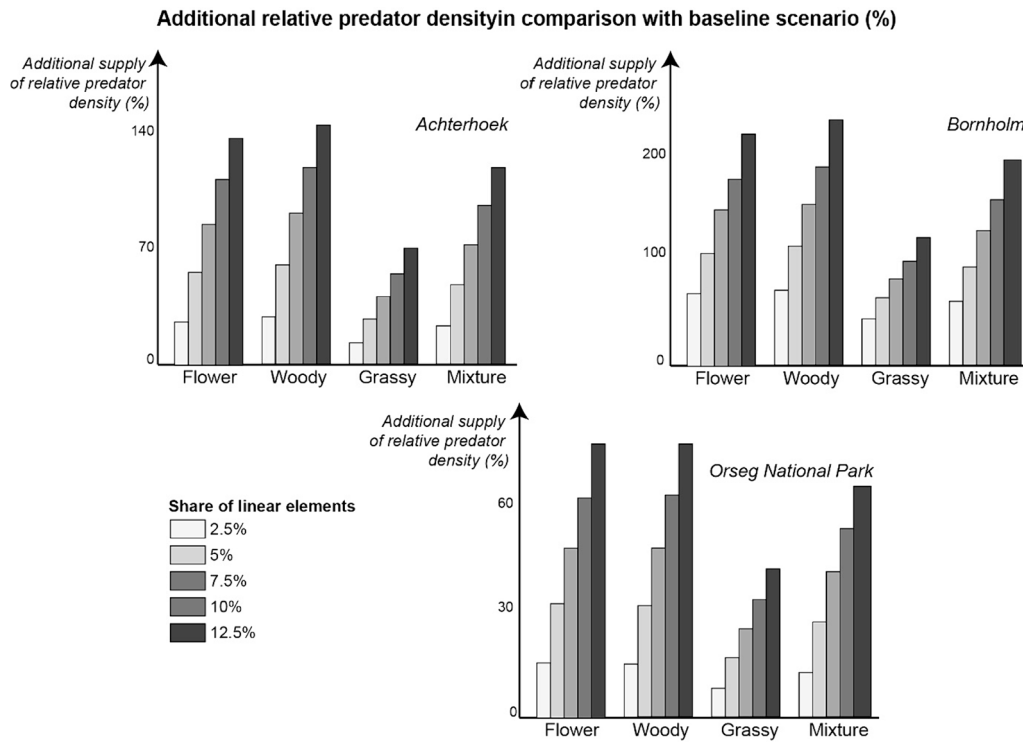 Additional relative predator densityin comparison with baseline scenario (%)
Additional supply
of relative predator
density (%)
Achterhoek
140
70
0
Flower Woody Grassy Mixture
Additional supply
of relative predator
density (%)
Bornholm
200
100
0
Flower Woody Grassy Mixture
Additional supply
of relative predator
density (%)
Orseg National Park
60
30
0
Flower Woody Grassy Mixture
Share of linear elements
2.5%
5%
7.5%
10%
12.5%